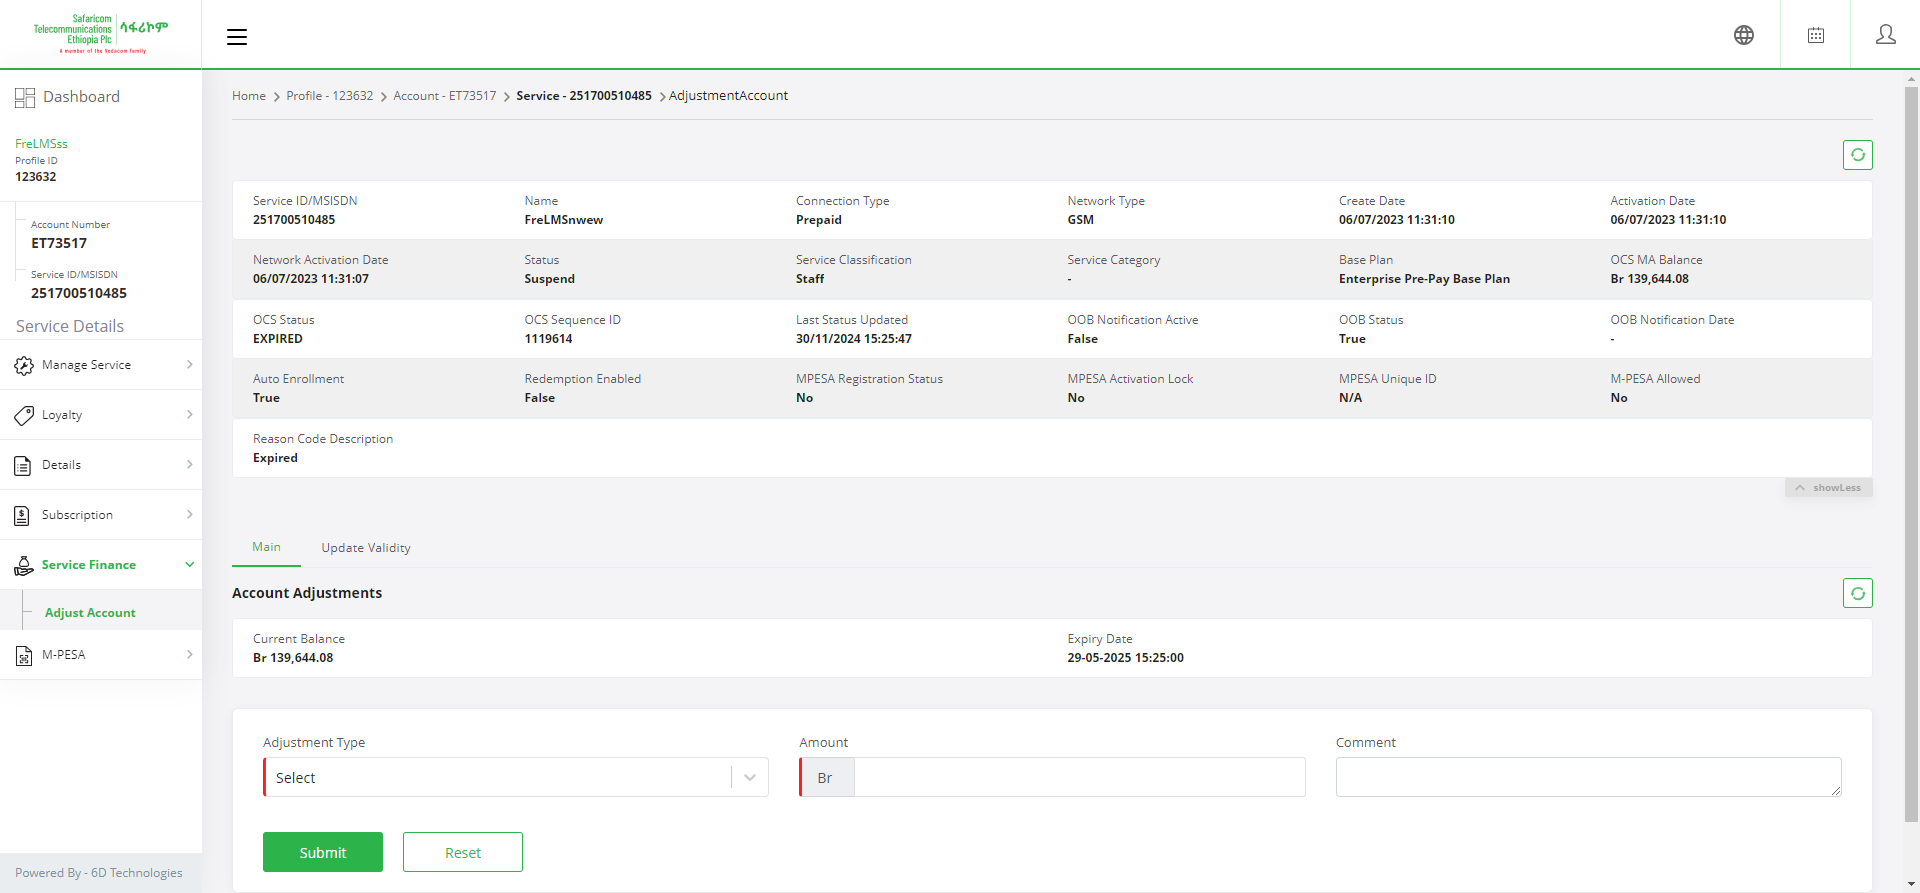 Safaricom
Telecommunications
Ethiopia Plc
ሳፋሪኮም
A member of the Vodacom family
Dashboard
FreLMSss
Profile ID
123632
Account Number
ET73517
Service ID/MSISDN
251700510485
Service Details
Manage Service
Loyalty
Details
Subscription
Service Finance
Adjust Account
M-PESA
Powered By - 6D Technologies
Home > Profile - 123632 > Account - ET73517 > Service - 251700510485 > AdjustmentAccount
Service ID/MSISDN Name Connection Type Network Type Create Date Activation Date
251700510485 FreLMSnwew Prepaid GSM 06/07/2023 11:31:10 06/07/2023 11:31:10
Network Activation Date Status Service Classification Service Category Base Plan OCS MA Balance
06/07/2023 11:31:07 Suspend Staff - Enterprise Pre-Pay Base Plan Br 139,644.08
OCS Status OCS Sequence ID Last Status Updated OOB Notification Active OOB Status OOB Notification Date
EXPIRED 1119614 30/11/2024 15:25:47 False True -
Auto Enrollment Redemption Enabled MPESA Registration Status MPESA Activation Lock MPESA Unique ID M-PESA Allowed
True False No No N/A No
Reason Code Description
Expired
showLess
Main Update Validity
Account Adjustments
Current Balance Expiry Date
Br 139,644.08 29-05-2025 15:25:00
Adjustment Type Amount Comment
Select Br
Submit Reset